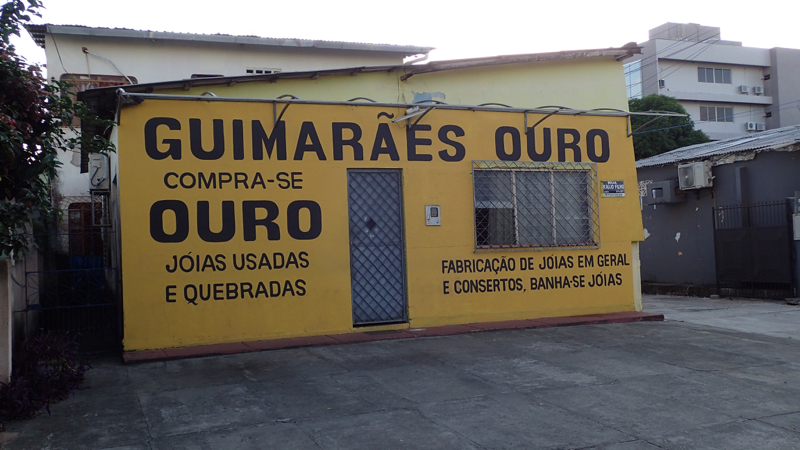 GUIMARÃES OURO
COMPRA-SE
OURO
JÓIAS USADAS
E QUEBRADAS
FABRICAÇÃO DE JÓIAS EM GERAL
E CONSERTOS, BANHA-SE JÓIAS